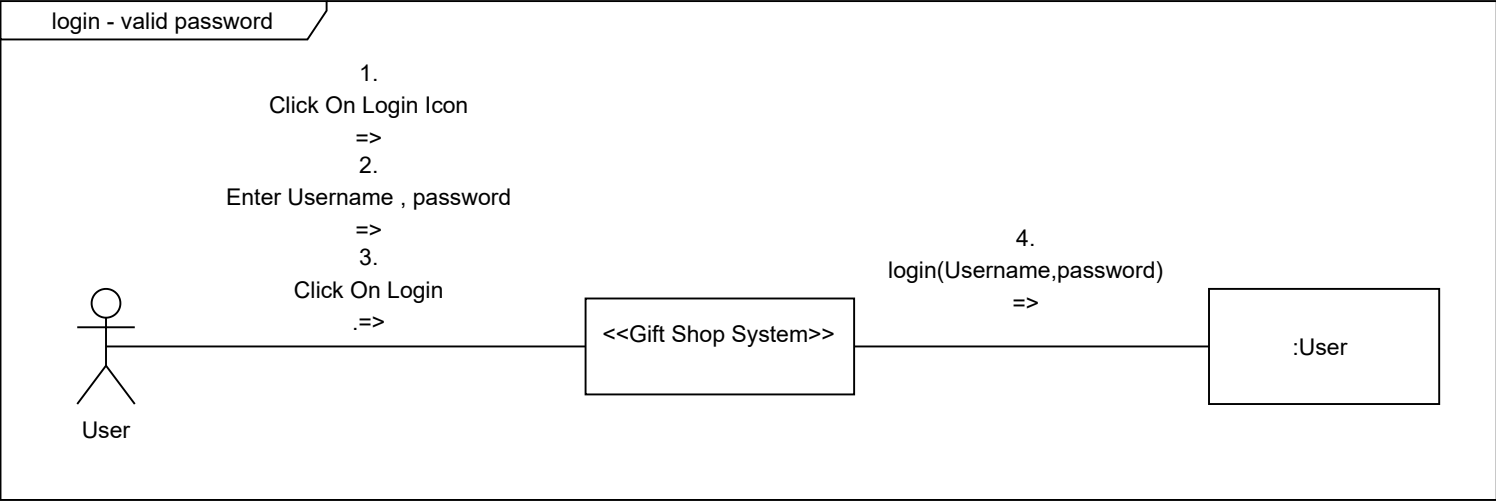 login - valid password
1.
Click On Login Icon
=>
2.
Enter Username , password
=>
3.
Click On Login
.=>
4.
login(Username,password)
=>
<<Gift Shop System>>
:User
User